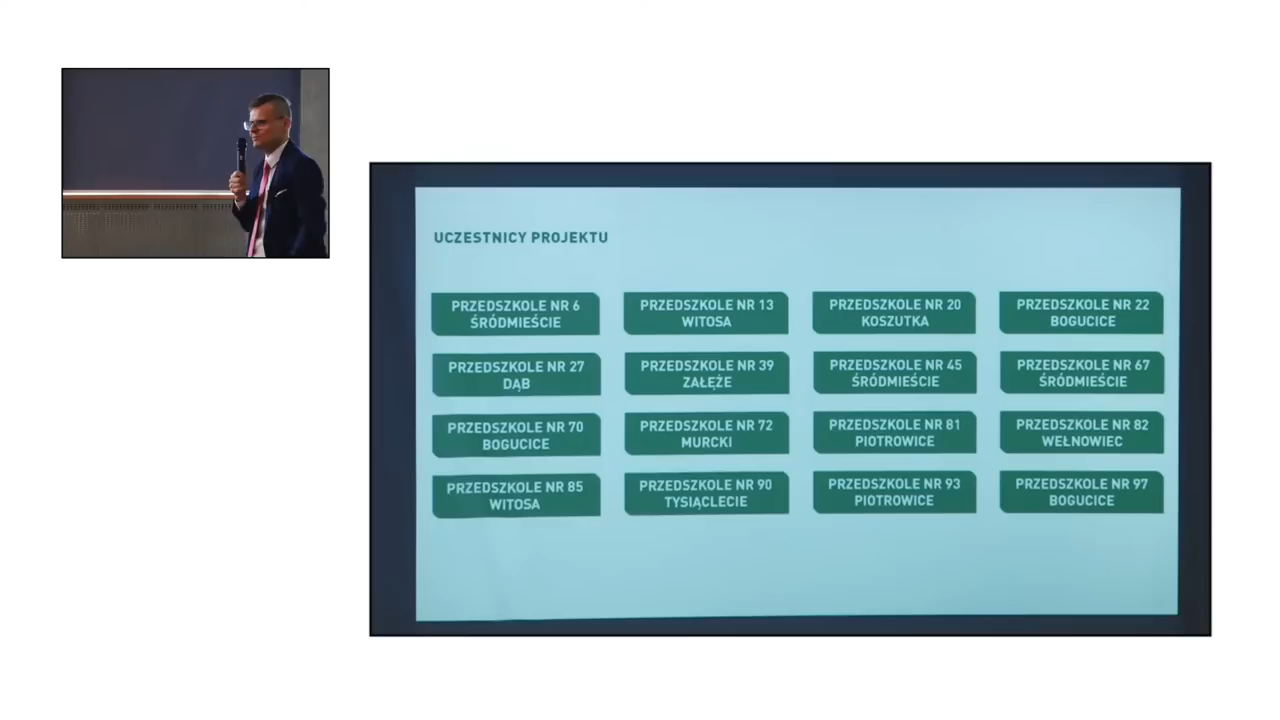 UCZESTNICY PROJEKTU
PRZEDSZKOLE NR 6
ŚRÓDMIEŚCIE
PRZEDSZKOLE NR 13
WITOSA
PRZEDSZKOLE NR 20
KOSZUTKA
PRZEDSZKOLE NR 22
BOGUCICE
PRZEDSZKOLE NR 27
DĄB
PRZEDSZKOLE NR 39
ZAŁĘŻE
PRZEDSZKOLE NR 45
ŚRÓDMIEŚCIE
PRZEDSZKOLE NR 67
ŚRÓDMIEŚCIE
PRZEDSZKOLE NR 70
BOGUCICE
PRZEDSZKOLE NR 72
MURCKI
PRZEDSZKOLE NR 81
PIOTROWICE
PRZEDSZKOLE NR 82
WEŁNOWIEC
PRZEDSZKOLE NR 85
WITOSA
PRZEDSZKOLE NR 90
TYSIĄCLECIE
PRZEDSZKOLE NR 93
PIOTROWICE
PRZEDSZKOLE NR 97
BOGUCICE